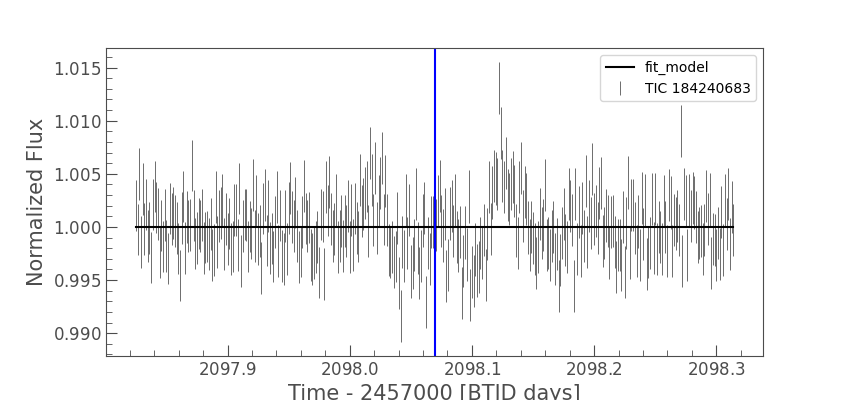 1.015
1.010
1.005
1.000
0.995
0.990
Normalized Flux
fit_model
TIC 184240683
2097.9 2098.0 2098.1 2098.2 2098.3
Time - 2457000 [BTJD days]